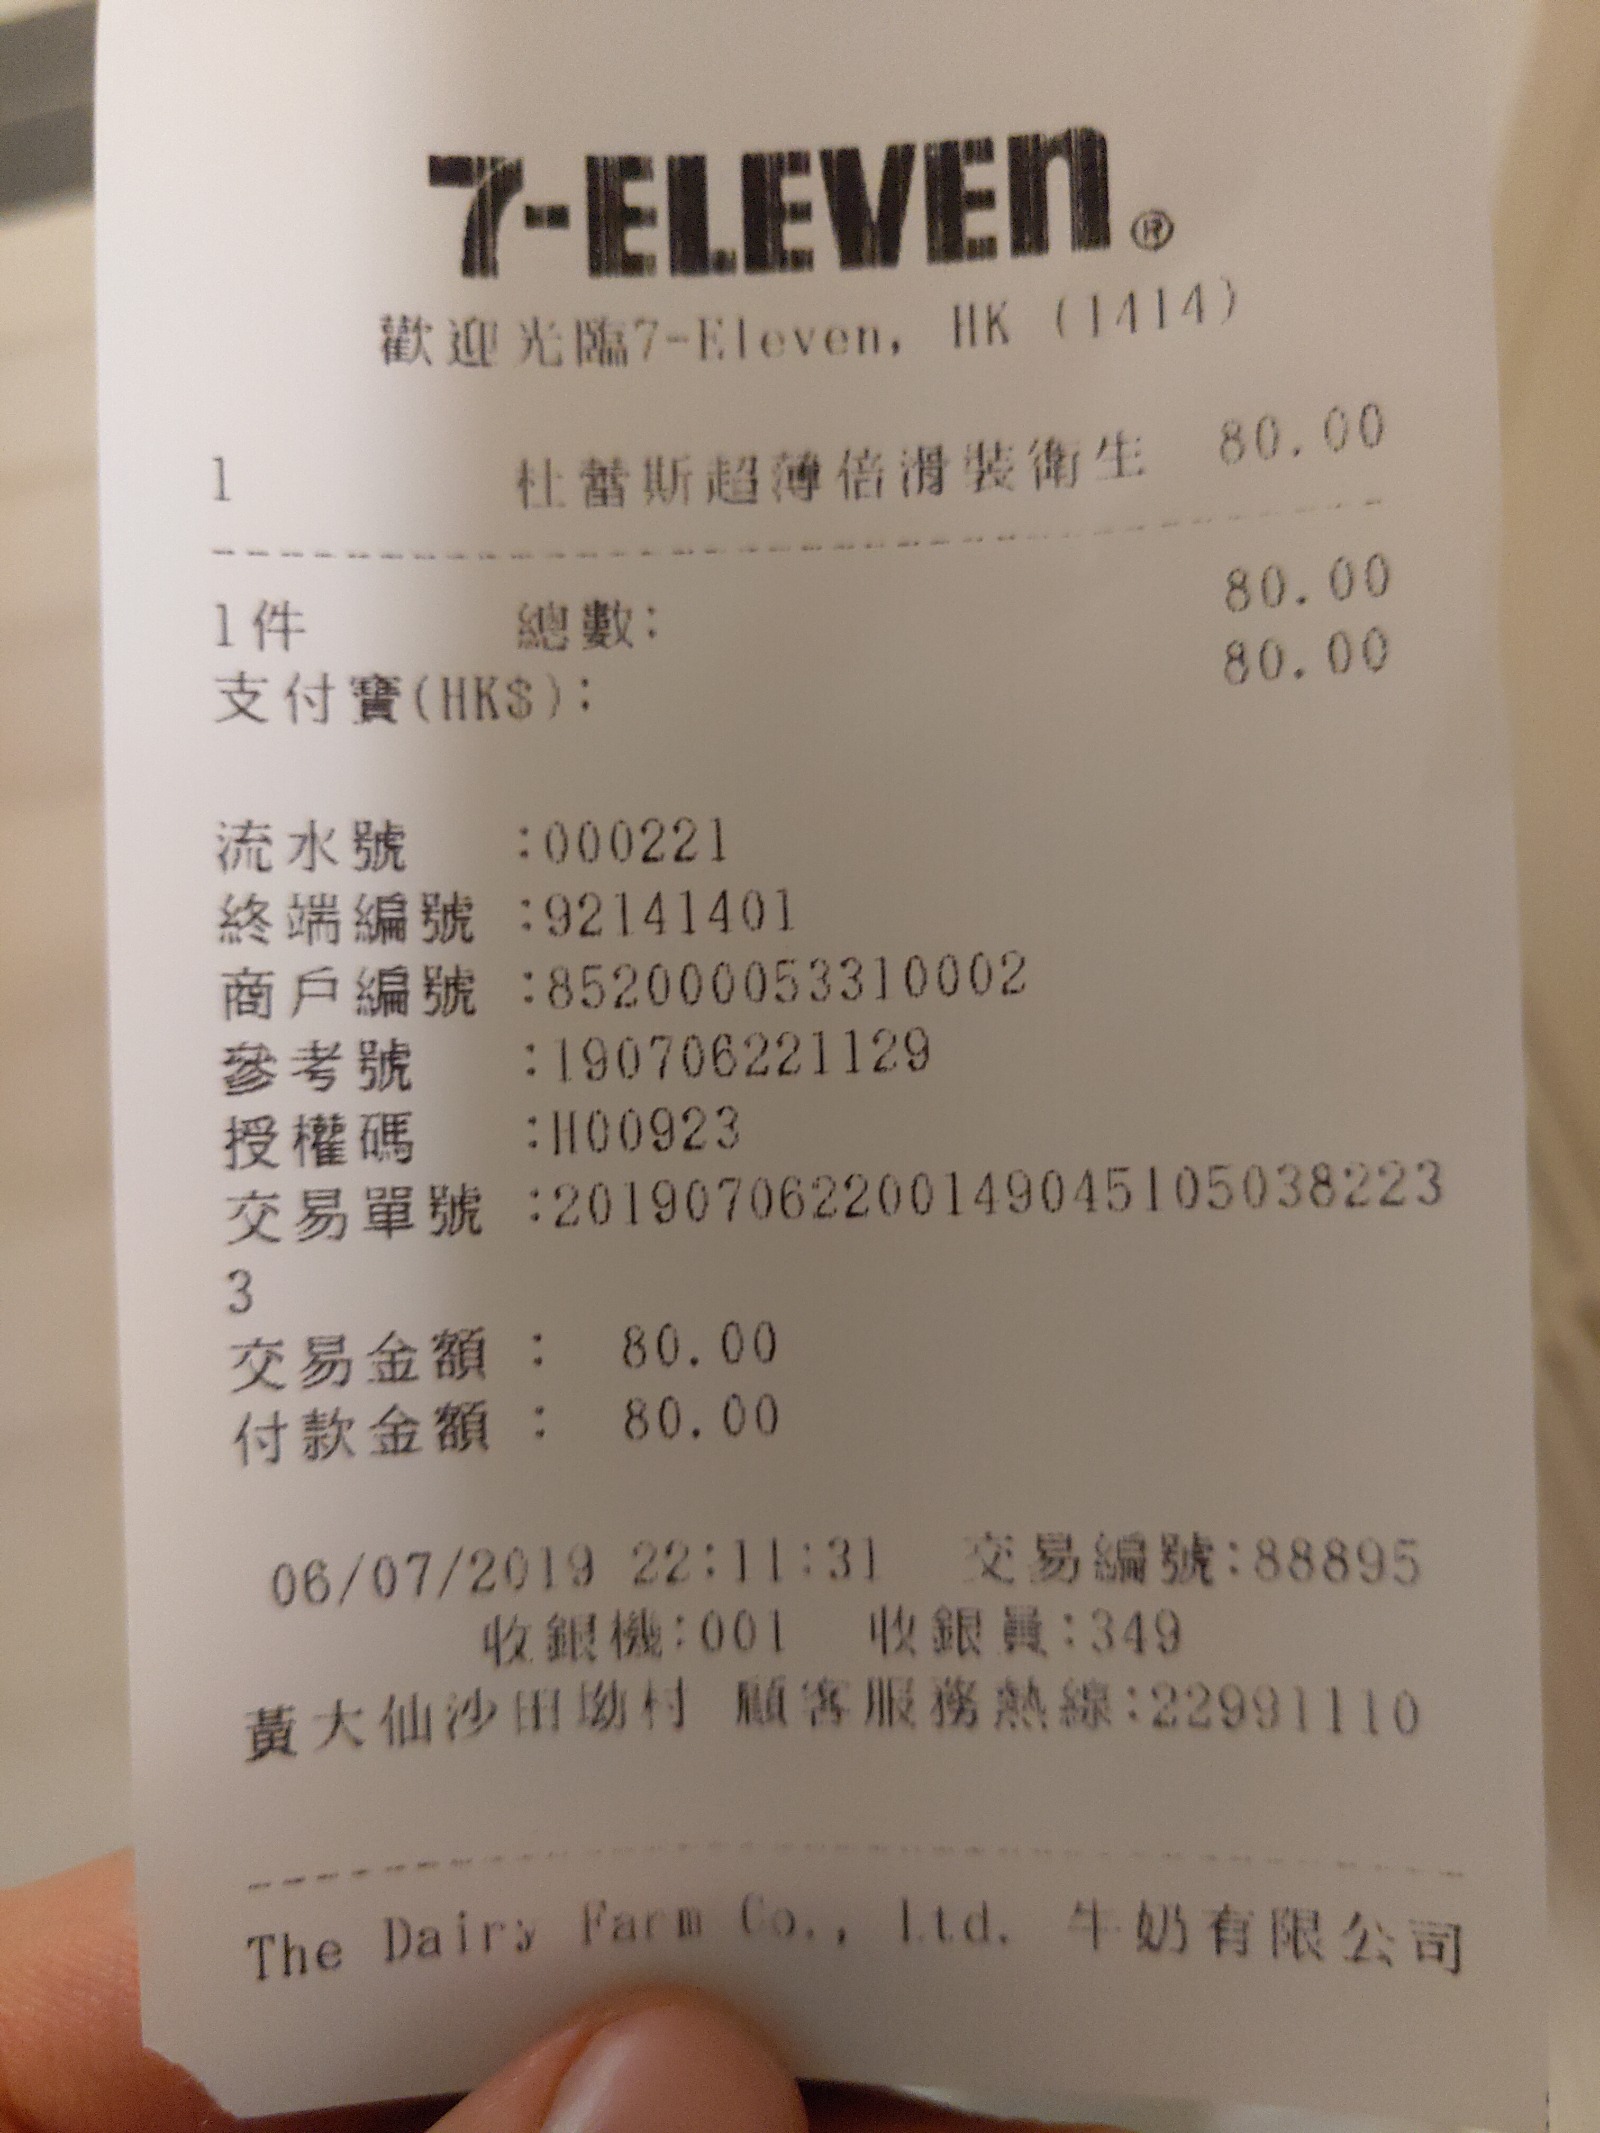 7-ELEVEn®
歡迎光臨7-Eleven, HK (1414)
1 杜蕾斯超薄倍滑裝衛生 80.00
1件 總數: 80.00
支付寶(HK$): 80.00
流水號 :000221
終端編號 :92141401
商戶編號 :852000053310002
參考號 :190706221129
授權碼 :H00923
交易單號 :2019070622001490451050382​23
3
交易金額 : 80.00
付款金額 : 80.00
06/07/2019 22:11:31 交易編號:88895
收銀機:001 收銀員:349
黃大仙沙田坳村 顧客服務熱線:22991110
The Dairy Farm Co., Ltd. 牛奶有限公司